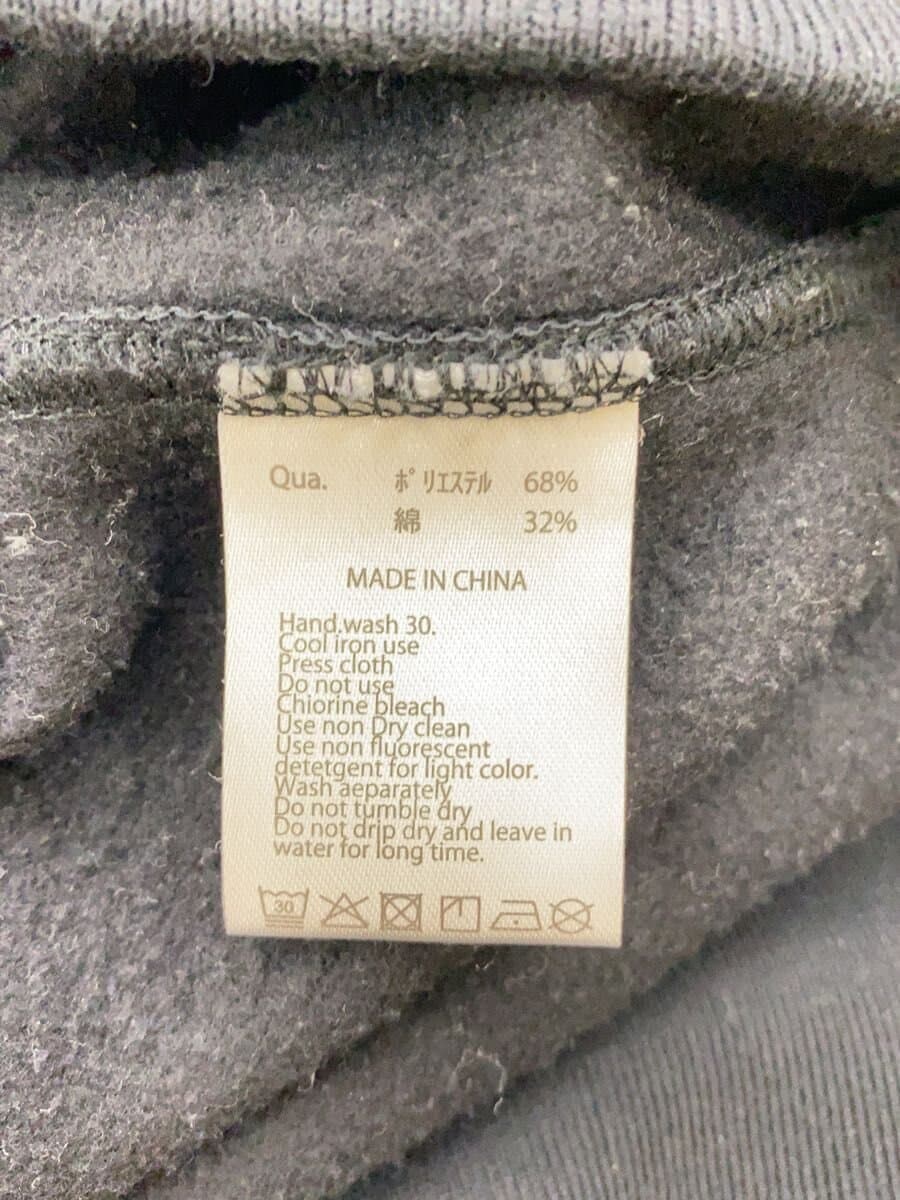 Qua. ﾎﾟﾘｴｽﾃﾙ 68%
綿 32%
MADE IN CHINA
Hand.wash 30.
Cool iron use
Press cloth
Do not use
Chiorine bleach
Use non Dry clean
Use non fluorescent
detetgent for light color.
Wash aeparately
Do not tumble dry
Do not drip dry and leave in
water for long time.
30